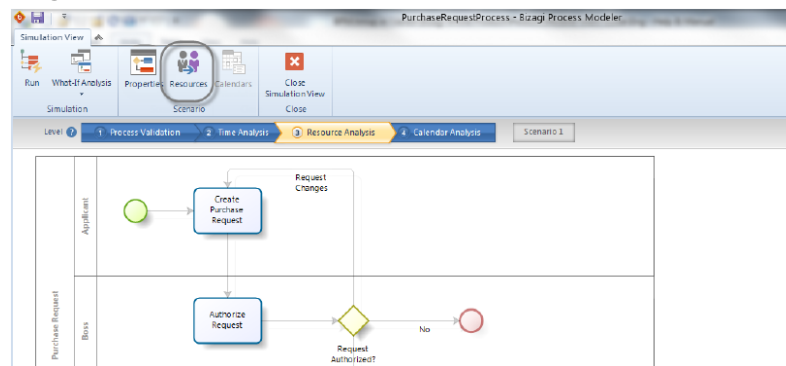 PurchaseRequestProcess - Bizagi Process Modeler
Simulation View
Run
What-If Analysis
Properties
Resources
Calendars
Close
Simulation View
Simulation
Scenario
Close
Level
1 Process Validation
2 Time Analysis
3 Resource Analysis
4 Calendar Analysis
Scenario 1
Purchase Request
Applicant
Create
Purchase
Request
Request
Changes
Boss
Authorize
Request
No
Request
Authorized?